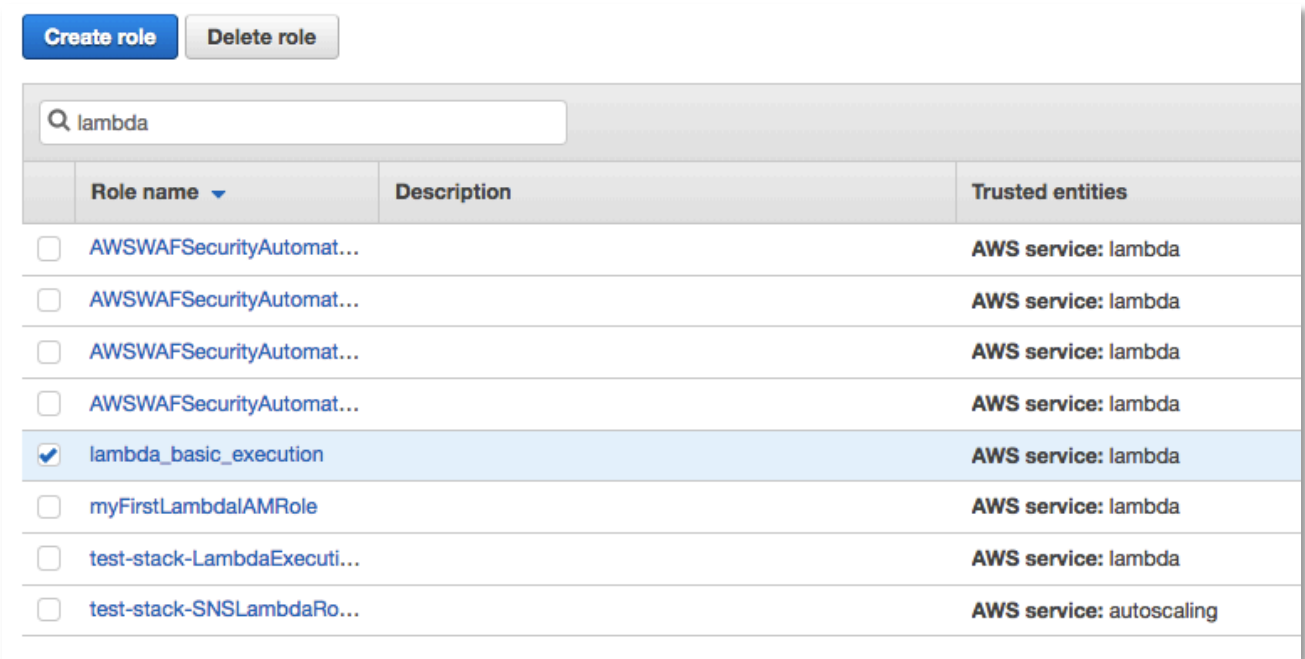 Create role Delete role
lambda
Role name Description Trusted entities
AWSWAFSecurityAutomat... AWS service: lambda
AWSWAFSecurityAutomat... AWS service: lambda
AWSWAFSecurityAutomat... AWS service: lambda
AWSWAFSecurityAutomat... AWS service: lambda
lambda_basic_execution AWS service: lambda
myFirstLambdaIAMRole AWS service: lambda
test-stack-LambdaExecuti... AWS service: lambda
test-stack-SNSLambdaRo... AWS service: autoscaling